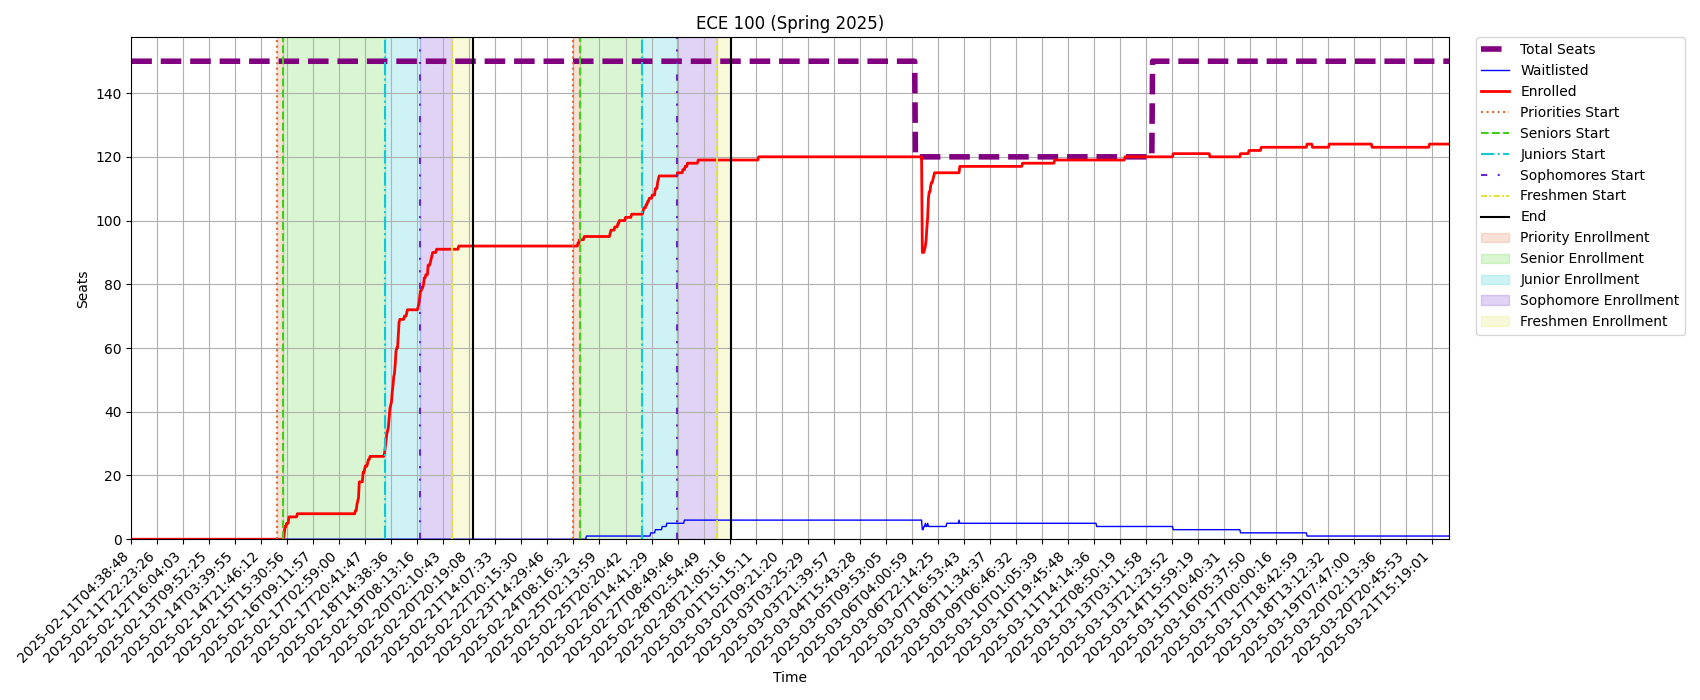 ECE 100 (Spring 2025)
Total Seats
Waitlisted
Enrolled
Priorities Start
Seniors Start
Juniors Start
Sophomores Start
Freshmen Start
End
Priority Enrollment
Senior Enrollment
Junior Enrollment
Sophomore Enrollment
Freshmen Enrollment
Seats
140
120
100
80
60
40
20
0
2025-02-11T04:38:48
2025-02-11T22:23:26
2025-02-12T16:04:03
2025-02-13T09:52:25
2025-02-14T03:39:55
2025-02-14T21:46:12
2025-02-15T15:30:56
2025-02-16T09:11:57
2025-02-17T02:59:00
2025-02-17T20:41:47
2025-02-18T14:38:36
2025-02-19T08:13:16
2025-02-20T02:10:43
2025-02-20T20:19:08
2025-02-21T14:07:33
2025-02-22T10:15:30
2025-02-23T14:29:46
2025-02-24T08:16:32
2025-02-25T02:13:59
2025-02-25T20:20:42
2025-02-26T14:41:29
2025-02-27T08:49:46
2025-02-28T02:54:49
2025-02-28T21:05:16
2025-03-01T15:15:11
2025-03-02T09:21:20
2025-03-03T03:25:29
2025-03-03T21:39:57
2025-03-04T15:43:28
2025-03-05T09:53:05
2025-03-06T04:00:59
2025-03-06T22:14:25
2025-03-07T16:53:43
2025-03-08T11:34:37
2025-03-09T06:46:32
2025-03-10T01:05:39
2025-03-10T19:45:48
2025-03-11T14:14:36
2025-03-12T08:50:19
2025-03-13T03:11:58
2025-03-13T21:23:52
2025-03-14T15:59:19
2025-03-15T10:40:31
2025-03-16T05:37:50
2025-03-17T00:00:16
2025-03-17T18:42:59
2025-03-18T13:12:32
2025-03-19T07:47:00
2025-03-20T02:13:36
2025-03-20T20:45:53
2025-03-21T15:19:01
Time